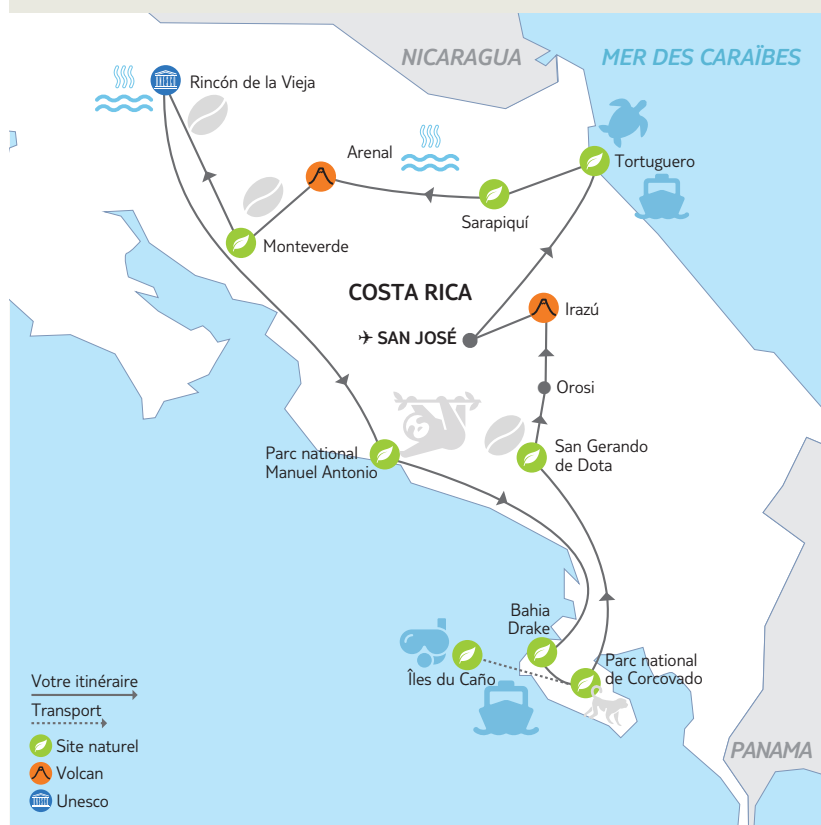 NICARAGUA
MER DES CARAÏBES
Rincón de la Vieja
Arenal
Tortuguero
Sarapiquí
Monteverde
COSTA RICA
Irazú
SAN JOSÉ
Orosi
Parc national
Manuel Antonio
San Gerando
de Dota
Bahia
Drake
Parc national
de Corcovado
Îles du Caño
Votre itinéraire
Transport
Site naturel
Volcan
Unesco
PANAMA